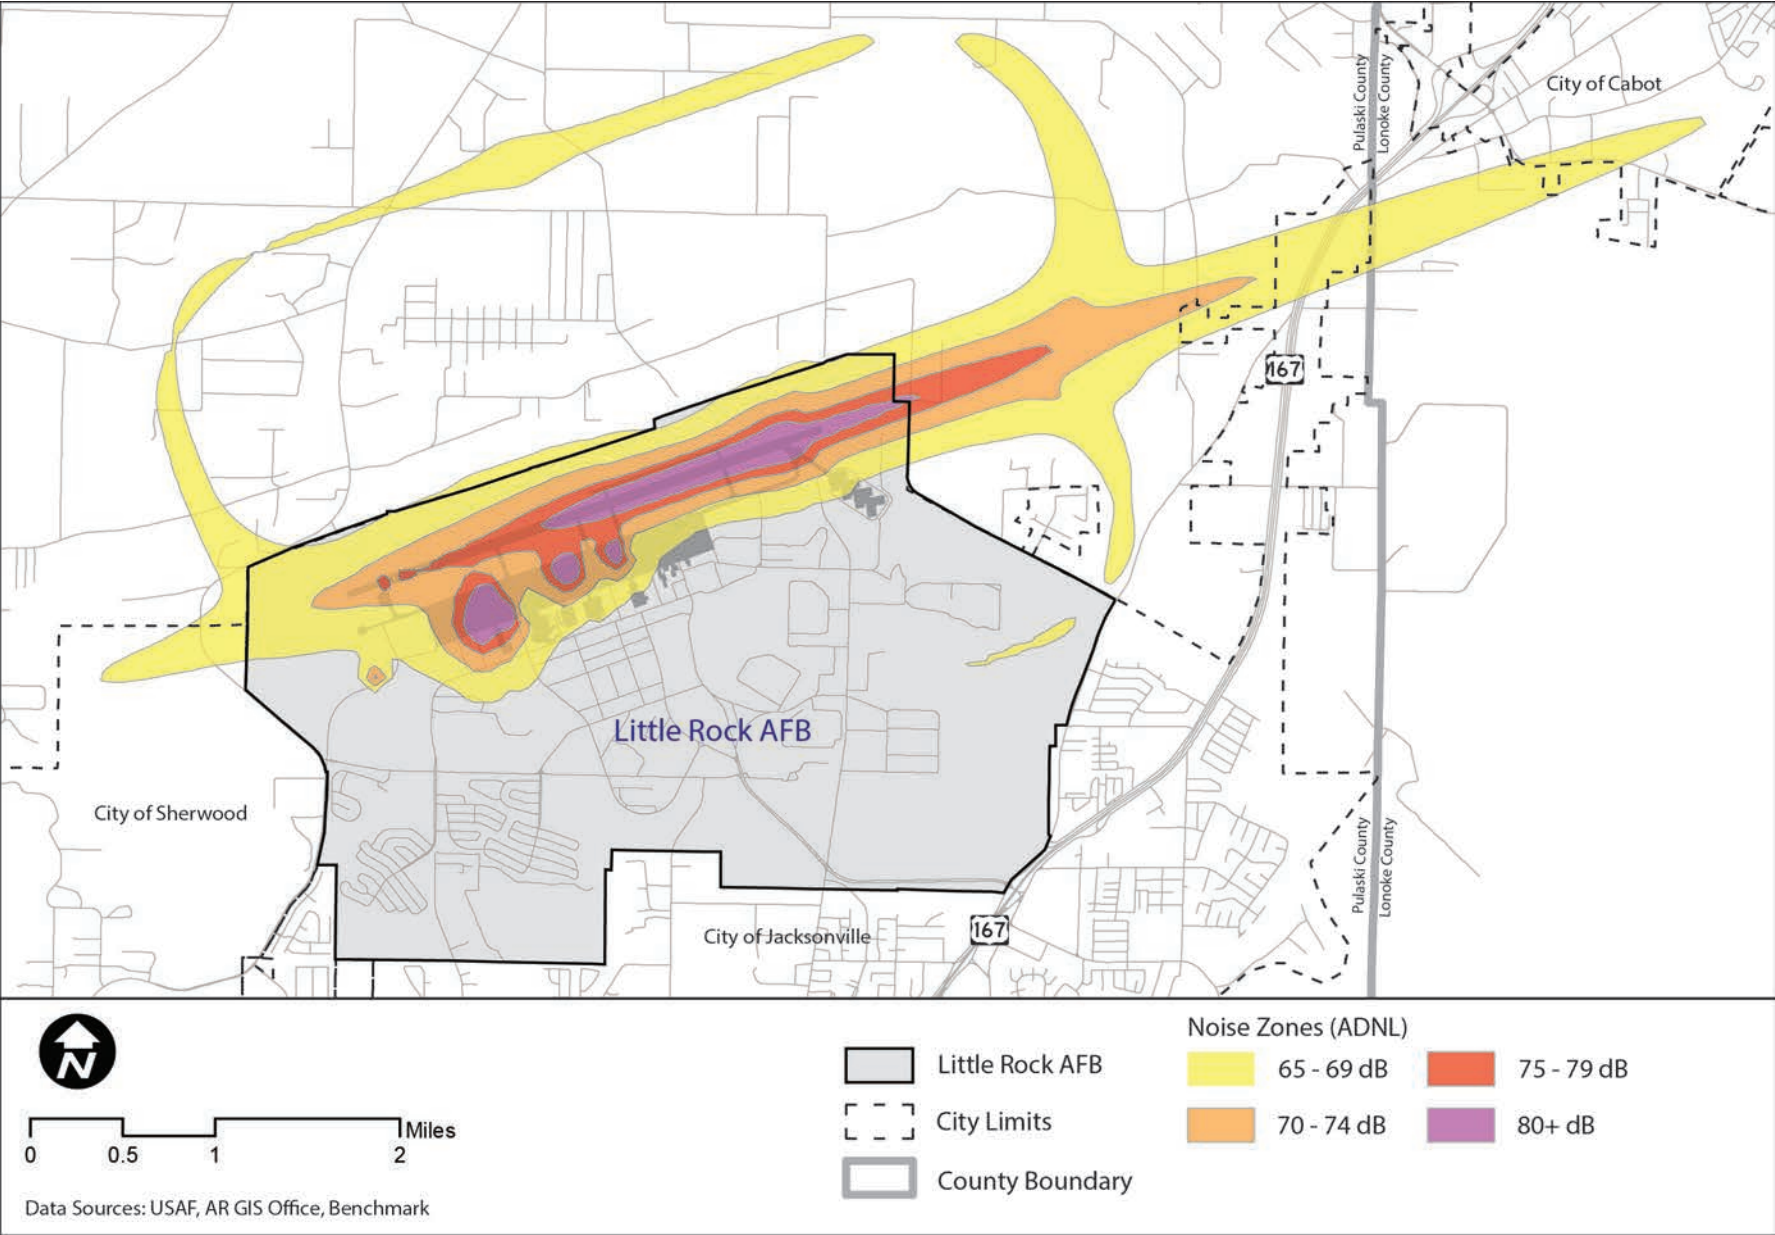 City of Cabot
Pulaski County
Lonoke County
167
Little Rock AFB
City of Sherwood
Pulaski County
Lonoke County
City of Jacksonville
167
N
Miles
0 0.5 1 2
Data Sources: USAF, AR GIS Office, Benchmark
Little Rock AFB
City Limits
County Boundary
Noise Zones (ADNL)
65 - 69 dB
75 - 79 dB
70 - 74 dB
80+ dB